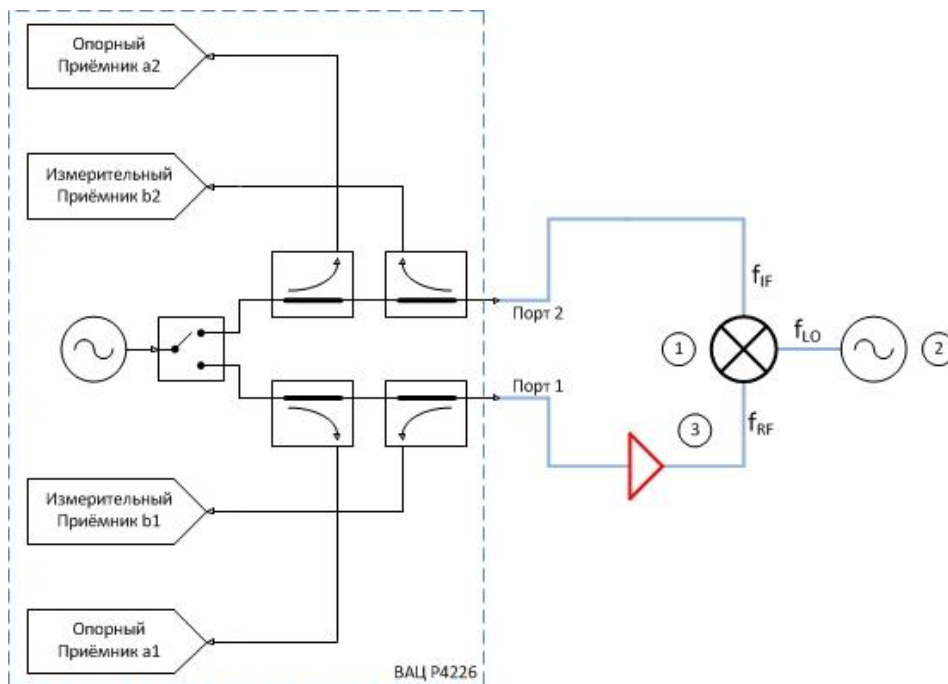 Опорный
Приёмник a2
Измерительный
Приёмник b2
Порт 2
f_IF
f_LO
1
2
Порт 1
3
f_RF
Измерительный
Приёмник b1
Опорный
Приёмник a1
ВАЦ Р4226